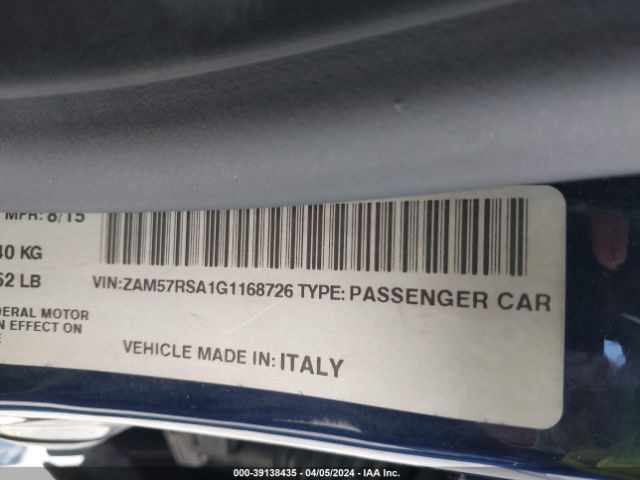 MFR: 8/15
40 KG
52 LB
VIN:ZAM57RSA1G1168726 TYPE: PASSENGER CAR
DERAL MOTOR
N EFFECT ON
E
VEHICLE MADE IN: ITALY
000-39138435 - 04/05/2024 - IAA Inc.